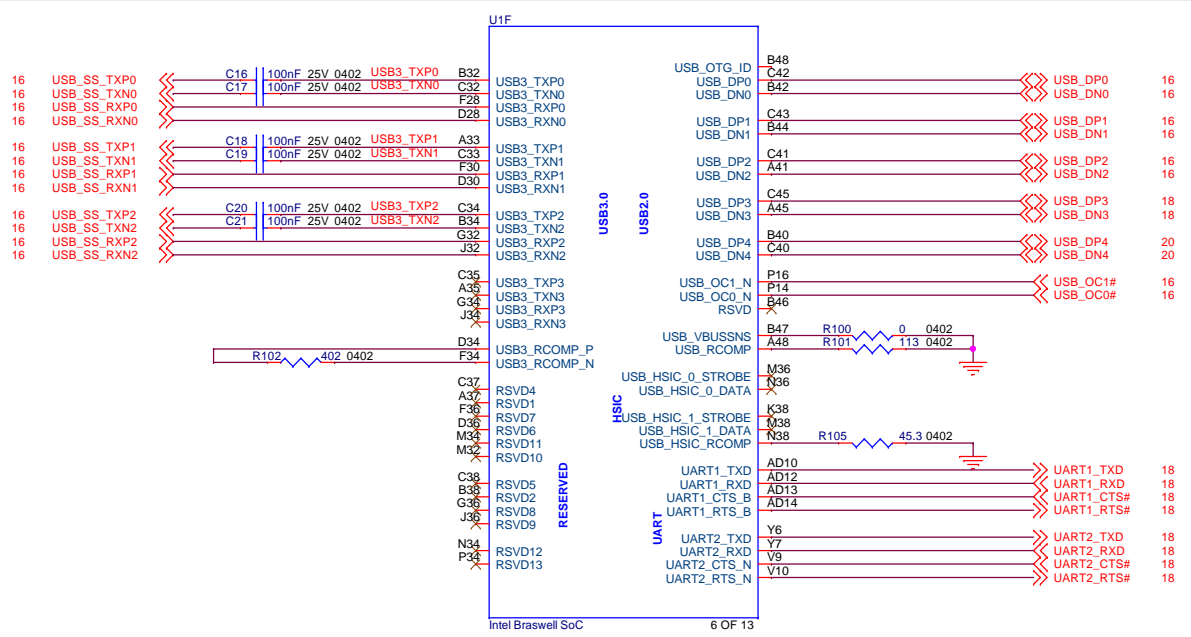 U1F
16 USB_SS_TXP0 C16 100nF 25V 0402 USB3_TXP0 B32 USB3_TXP0
16 USB_SS_TXN0 C17 100nF 25V 0402 USB3_TXN0 C32 USB3_TXN0
16 USB_SS_RXP0 F28 USB3_RXP0
16 USB_SS_RXN0 D28 USB3_RXN0
16 USB_SS_TXP1 C18 100nF 25V 0402 USB3_TXP1 A33 USB3_TXP1
16 USB_SS_TXN1 C19 100nF 25V 0402 USB3_TXN1 C33 USB3_TXN1
16 USB_SS_RXP1 F30 USB3_RXP1
16 USB_SS_RXN1 D30 USB3_RXN1
16 USB_SS_TXP2 C20 100nF 25V 0402 USB3_TXP2 C34 USB3_TXP2
16 USB_SS_TXN2 C21 100nF 25V 0402 USB3_TXN2 B34 USB3_TXN2
16 USB_SS_RXP2 G32 USB3_RXP2
16 USB_SS_RXN2 J32 USB3_RXN2
C35 USB3_TXP3
A35 USB3_TXN3
G34 USB3_RXP3
J34 USB3_RXN3
D34 USB3_RCOMP_P
R102 402 0402 F34 USB3_RCOMP_N
C37 RSVD4
A37 RSVD1
F36 RSVD7
D36 RSVD6
M34 RSVD11
M32 RSVD10
C38 RSVD5
B38 RSVD2
G36 RSVD8
J36 RSVD9
N34 RSVD12
P34 RSVD13
USB3.0
USB2.0
HSIC
RESERVED
UART
USB_OTG_ID B48
USB_DP0 C42 USB_DP0 16
USB_DN0 B42 USB_DN0 16
USB_DP1 C43 USB_DP1 16
USB_DN1 B44 USB_DN1 16
USB_DP2 C41 USB_DP2 16
USB_DN2 A41 USB_DN2 16
USB_DP3 C45 USB_DP3 18
USB_DN3 A45 USB_DN3 18
USB_DP4 B40 USB_DP4 20
USB_DN4 C40 USB_DN4 20
USB_OC1_N P16 USB_OC1# 16
USB_OC0_N P14 USB_OC0# 16
RSVD B46
USB_VBUSSNS B47 R100 0 0402
USB_RCOMP A48 R101 113 0402
USB_HSIC_0_STROBE M36
USB_HSIC_0_DATA N36
USB_HSIC_1_STROBE K38
USB_HSIC_1_DATA M38
USB_HSIC_RCOMP N38 R105 45.3 0402
UART1_TXD AD10 UART1_TXD 18
UART1_RXD AD12 UART1_RXD 18
UART1_CTS_B AD13 UART1_CTS# 18
UART1_RTS_B AD14 UART1_RTS# 18
UART2_TXD Y6 UART2_TXD 18
UART2_RXD Y7 UART2_RXD 18
UART2_CTS_N V9 UART2_CTS# 18
UART2_RTS_N V10 UART2_RTS# 18
Intel Braswell SoC 6 OF 13